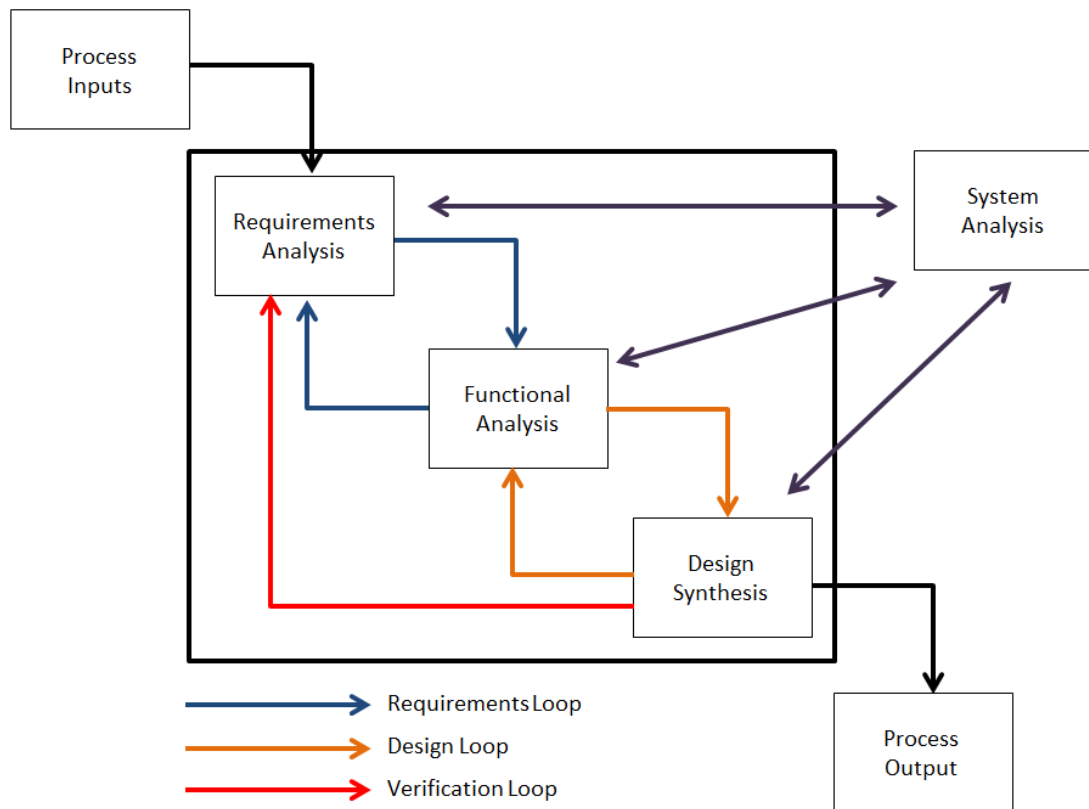 Process
Inputs
Requirements
Analysis
System
Analysis
Functional
Analysis
Design
Synthesis
Requirements Loop
Design Loop
Verification Loop
Process
Output